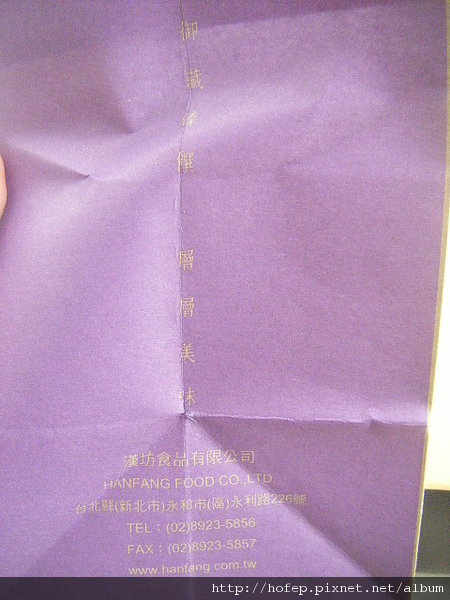 御藏 饌 層層美味
漢坊食品有限公司
HANFANG FOOD CO.,LTD.
台北縣(新北市)永和市(區)永利路226號
TEL：(02)8923-5856
FAX：(02)8923-5857
www.hanfang.com.tw
http://hofep.pixnet.net/album